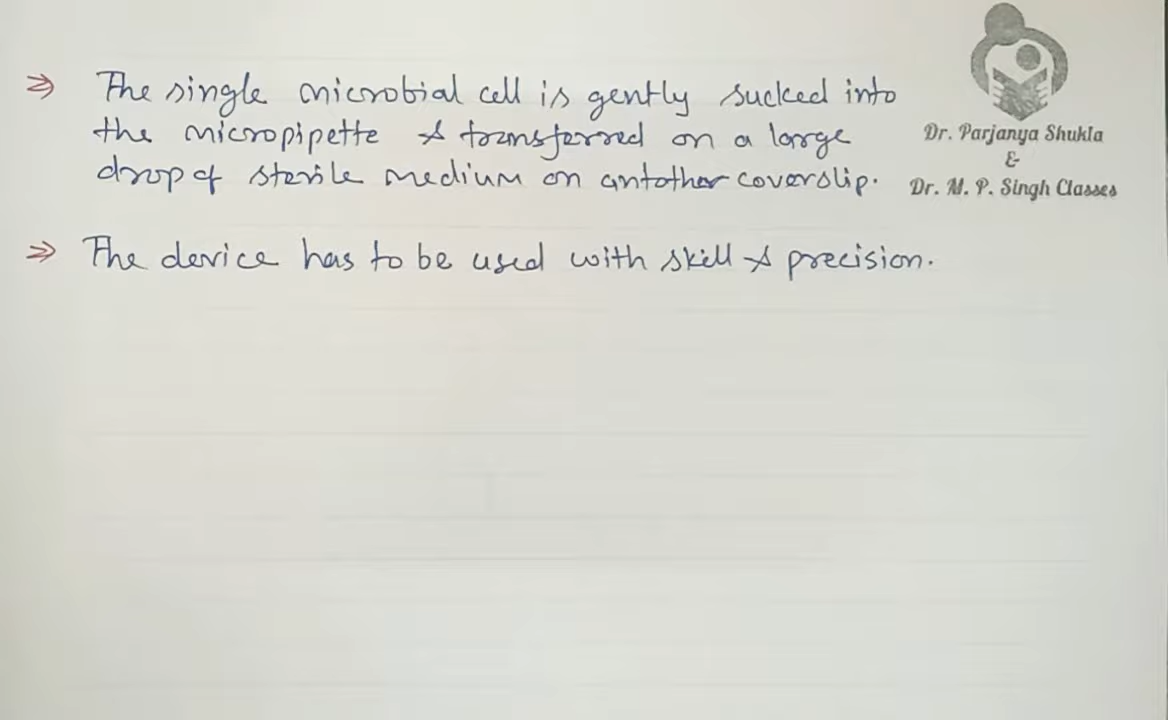 ⇒ The single microbial cell is gently sucked into
the micropipette & transferred on a large
drop of sterile medium on antother coverslip.
⇒ The device has to be used with skill & precision.
Dr. Parjanya Shukla
&
Dr. M. P. Singh Classes